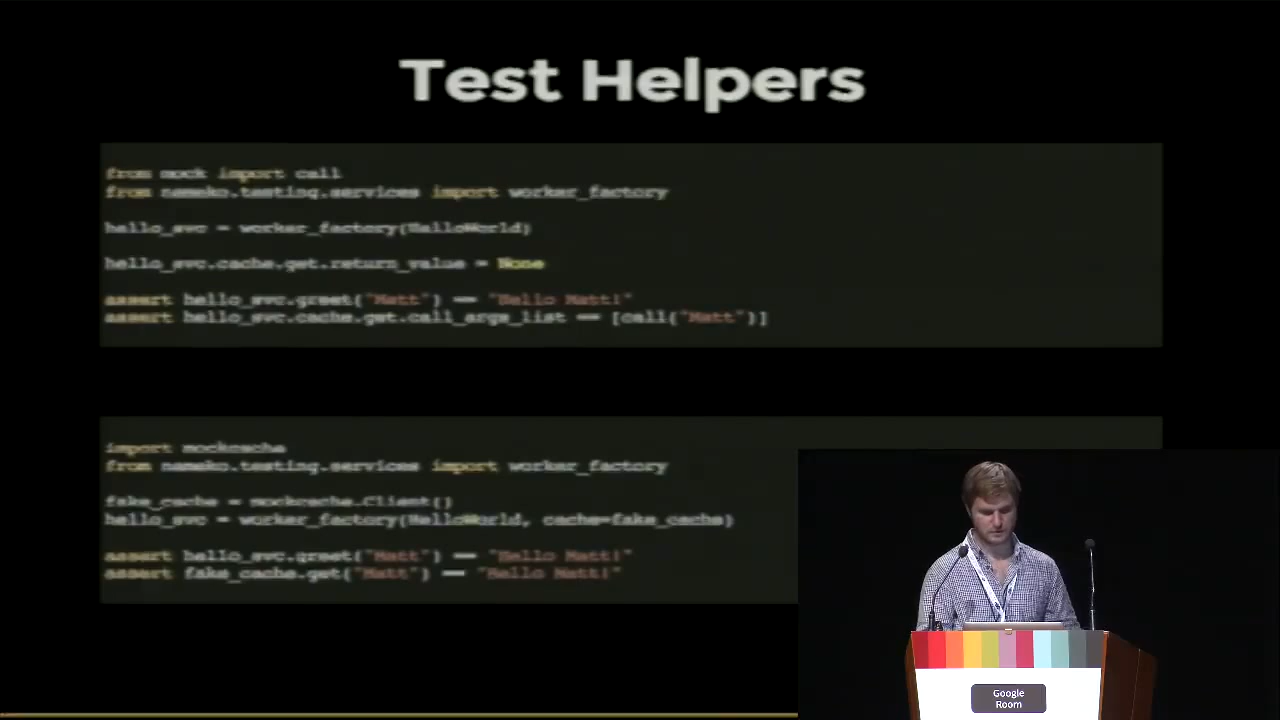 Test Helpers
from mock import call
from nameko.testing.services import worker_factory
hello_svc = worker_factory(HelloWorld)
hello_svc.cache.get.return_value = None
assert hello_svc.greet("Matt") == "Hello Matt!"
assert hello_svc.cache.get.call_args_list == [call("Matt")]
import mockcache
from nameko.testing.services import worker_factory
fake_cache = mockcache.Client()
hello_svc = worker_factory(HelloWorld, cache=fake_cache)
assert hello_svc.greet("Matt") == "Hello Matt!"
assert fake_cache.get("Matt") == "Hello Matt!"
Google
Room